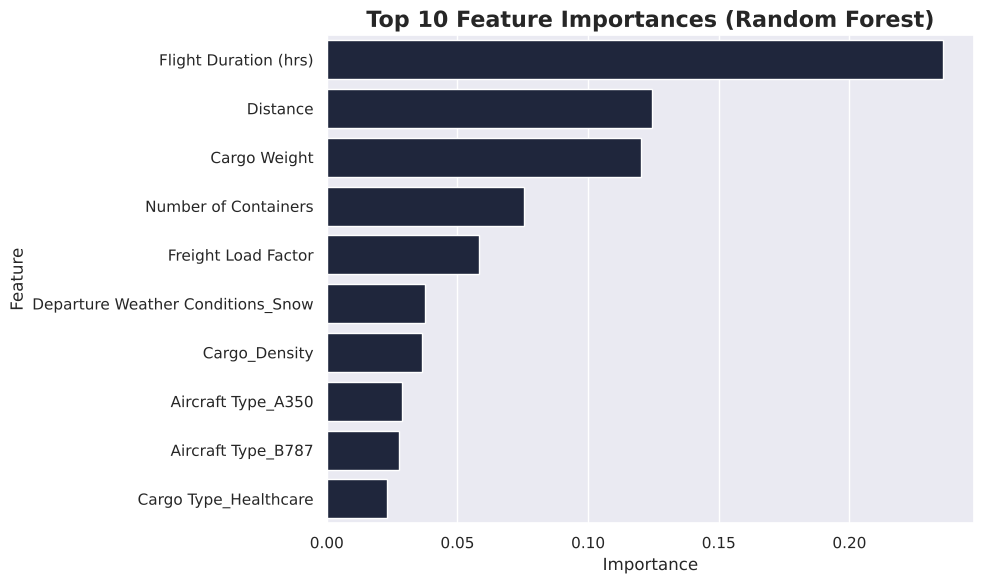 Top 10 Feature Importances (Random Forest)
Feature
Flight Duration (hrs)
Distance
Cargo Weight
Number of Containers
Freight Load Factor
Departure Weather Conditions_Snow
Cargo_Density
Aircraft Type_A350
Aircraft Type_B787
Cargo Type_Healthcare
0.00 0.05 0.10 0.15 0.20
Importance